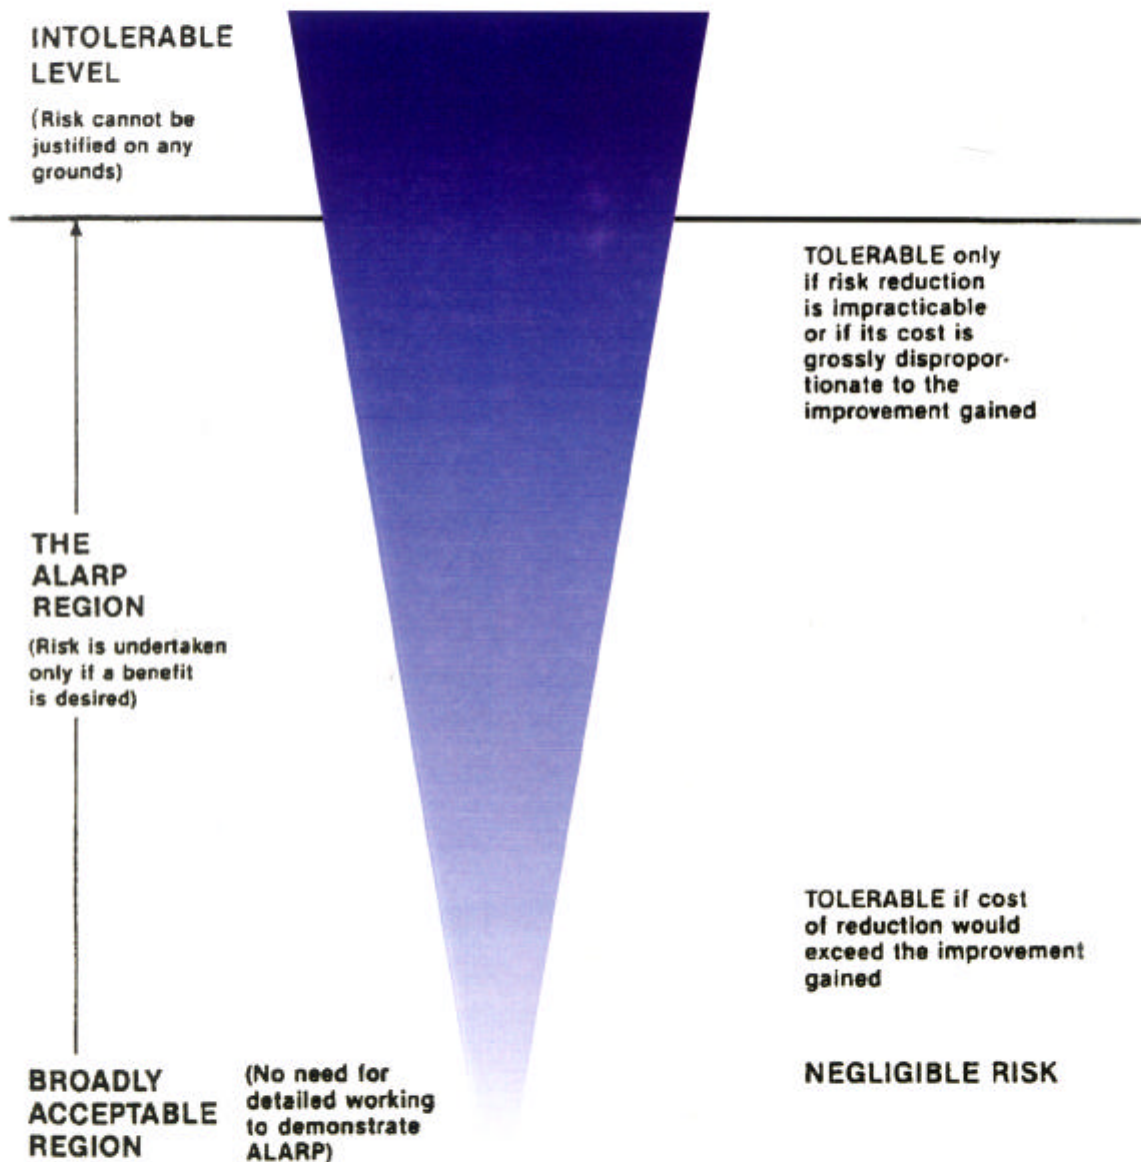 INTOLERABLE
LEVEL
(Risk cannot be
justified on any
grounds)
TOLERABLE only
if risk reduction
is impracticable
or if its cost is
grossly dispropor-
tionate to the
improvement gained
THE
ALARP
REGION
(Risk is undertaken
only if a benefit
is desired)
TOLERABLE if cost
of reduction would
exceed the improvement
gained
BROADLY
ACCEPTABLE
REGION
(No need for
detailed working
to demonstrate
ALARP)
NEGLIGIBLE RISK